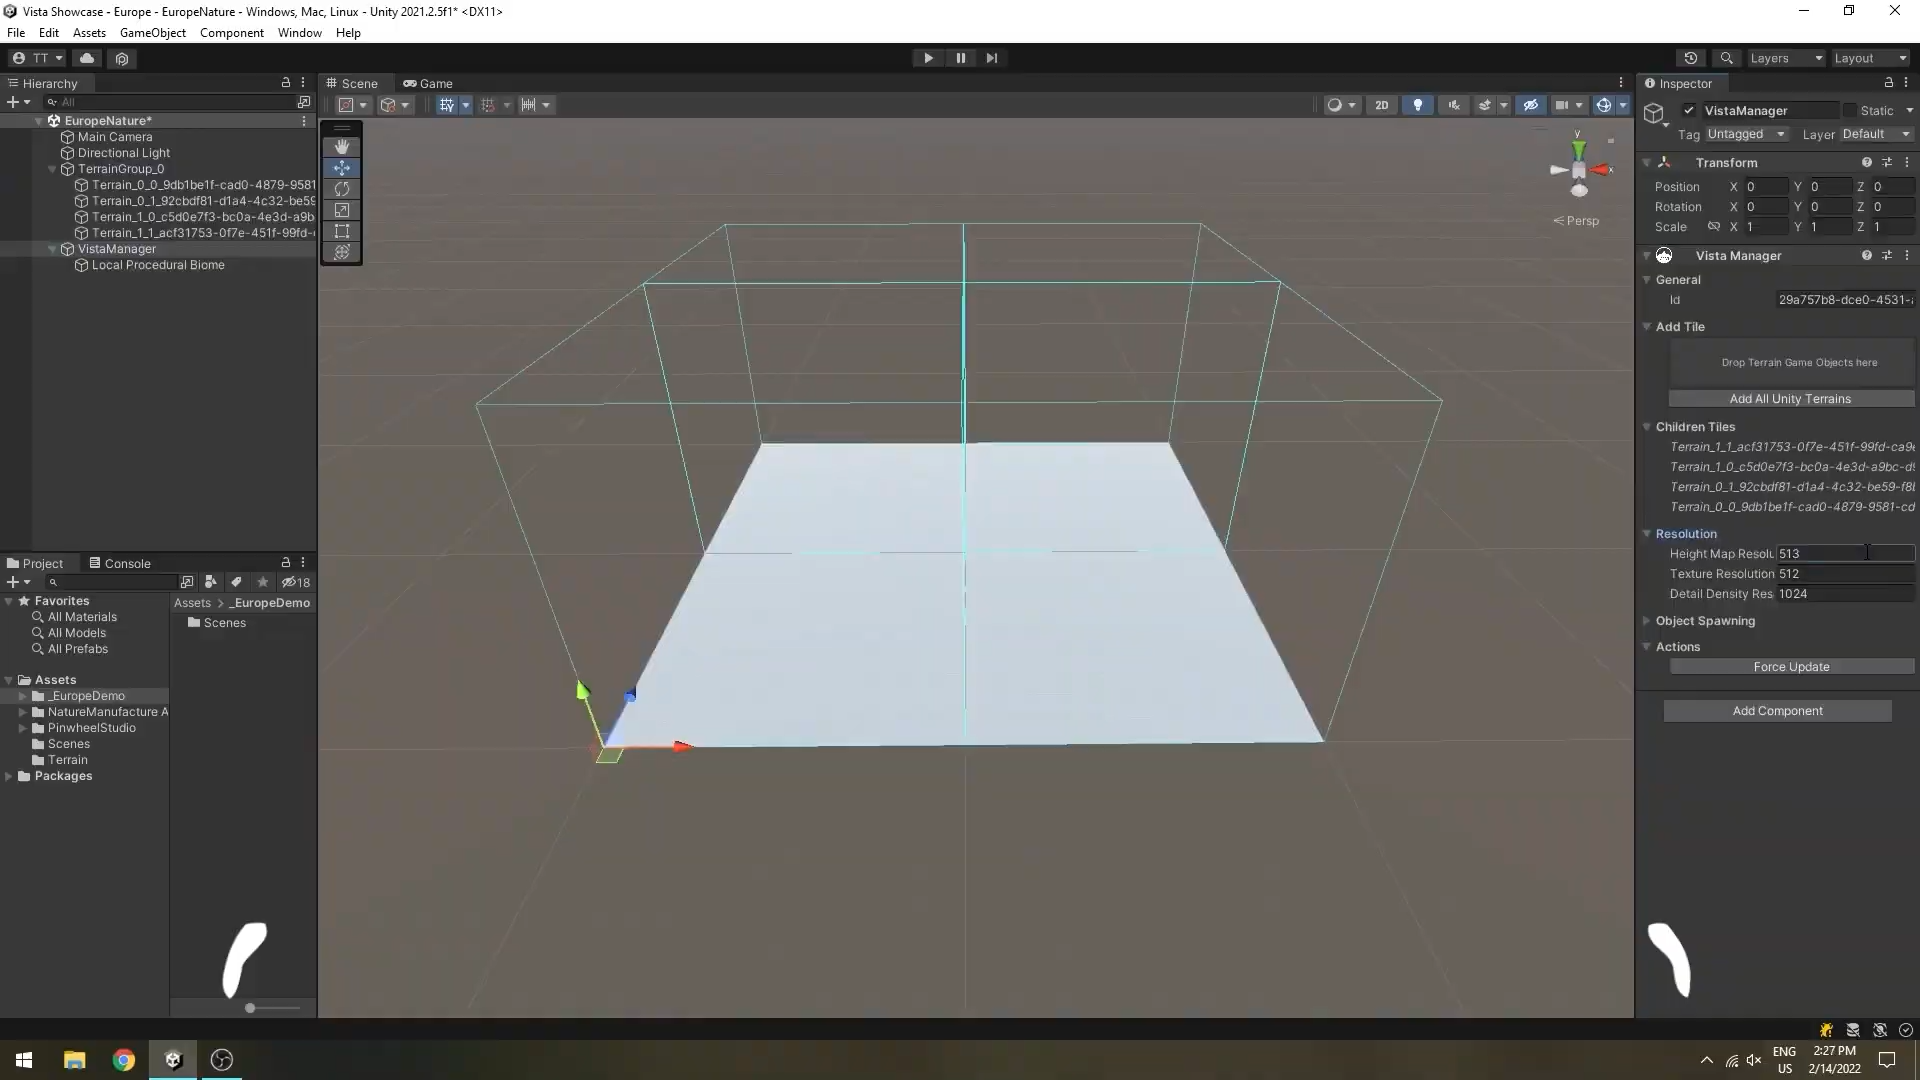 Vista Showcase - Europe - EuropeNature - Windows, Mac, Linux - Unity 2021.2.5f1* <DX11>
File Edit Assets GameObject Component Window Help
TT
Layers Layout
Hierarchy
All
EuropeNature*
Main Camera
Directional Light
TerrainGroup_0
Terrain_0_0_9db1be1f-cad0-4879-9581
Terrain_0_1_92cbdf81-d1a4-4c32-be59
Terrain_1_0_c5d0e7f3-bc0a-4e3d-a9b
Terrain_1_1_acf31753-0f7e-451f-99fd-
VistaManager
Local Procedural Biome
Scene Game
2D
y
x
Persp
Inspector
VistaManager Static
Tag Untagged Layer Default
Transform
Position X 0 Y 0 Z 0
Rotation X 0 Y 0 Z 0
Scale X 1 Y 1 Z 1
Vista Manager
General
Id 29a757b8-dce0-4531-
Add Tile
Drop Terrain Game Objects here
Add All Unity Terrains
Children Tiles
Terrain_1_1_acf31753-0f7e-451f-99fd-ca9
Terrain_1_0_c5d0e7f3-bc0a-4e3d-a9bc-d
Terrain_0_1_92cbdf81-d1a4-4c32-be59-f8
Terrain_0_0_9db1be1f-cad0-4879-9581-cd
Resolution
Height Map Resolu 513
Texture Resolution 512
Detail Density Res 1024
Object Spawning
Actions
Force Update
Add Component
Project Console
18
Favorites
All Materials
All Models
All Prefabs
Assets
_EuropeDemo
NatureManufacture A
PinwheelStudio
Scenes
Terrain
Packages
Assets > _EuropeDemo
Scenes
ENG
US
2:27 PM
2/14/2022